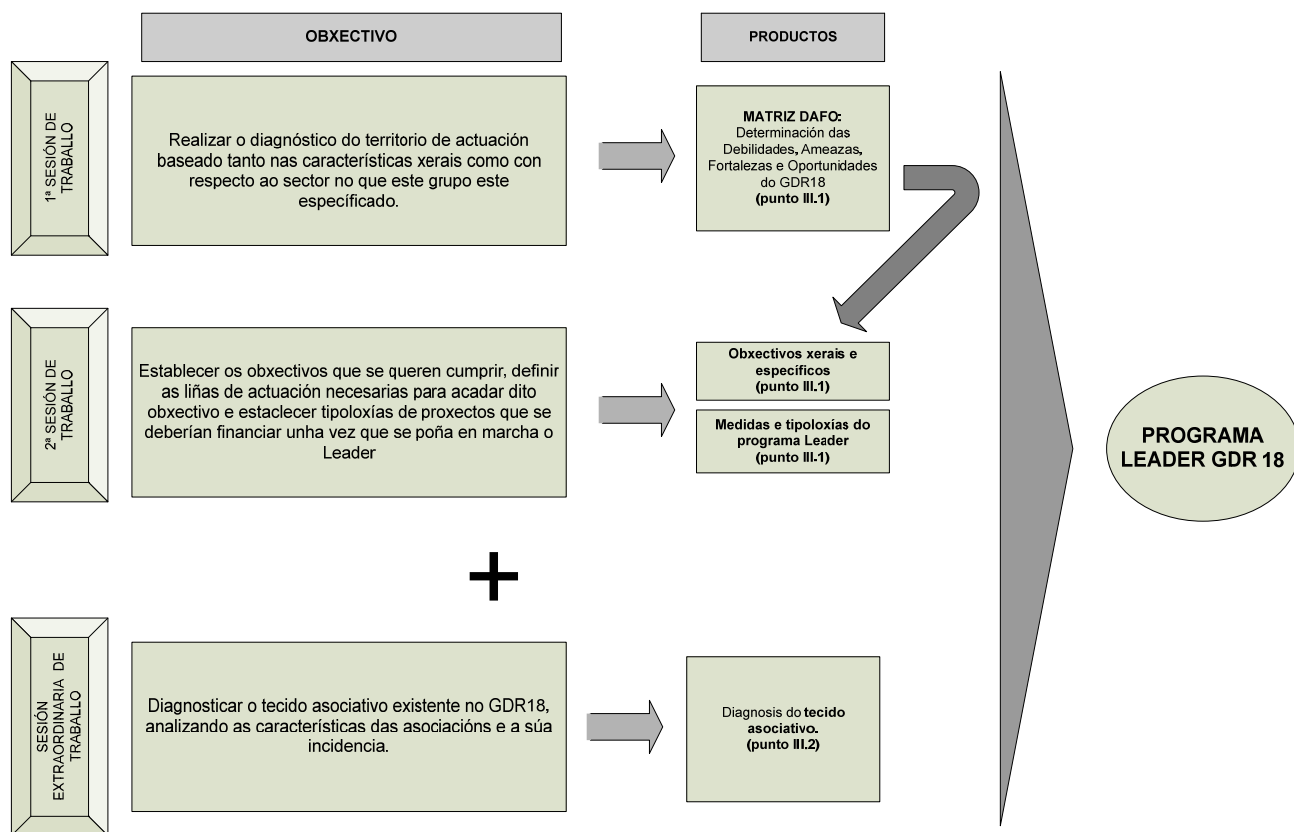 OBXECTIVO
PRODUCTOS
1ª SESIÓN DE
TRABALLO
Realizar o diagnóstico do territorio de actuación
baseado tanto nas características xerais como con
respecto ao sector no que este grupo este
específicado.
MATRIZ DAFO:
Determinación das
Debilidades, Ameazas,
Fortalezas e Oportunidades
do GDR18
(punto III.1)
2ª SESIÓN DE
TRABALLO
Establecer os obxectivos que se queren cumprir, definir
as liñas de actuación necesarias para acadar dito
obxectivo e estaclecer tipoloxías de proxectos que se
deberían financiar unha vez que se poña en marcha o
Leader
Obxectivos xerais e
específicos
(punto III.1)
Medidas e tipoloxías do
programa Leader
(punto III.1)
PROGRAMA
LEADER GDR 18
+
SESIÓN
EXTRAORDINARIA DE
TRABALLO
Diagnosticar o tecido asociativo existente no GDR18,
analizando as características das asociacións e a súa
incidencia.
Diagnosis do tecido
asociativo.
(punto III.2)